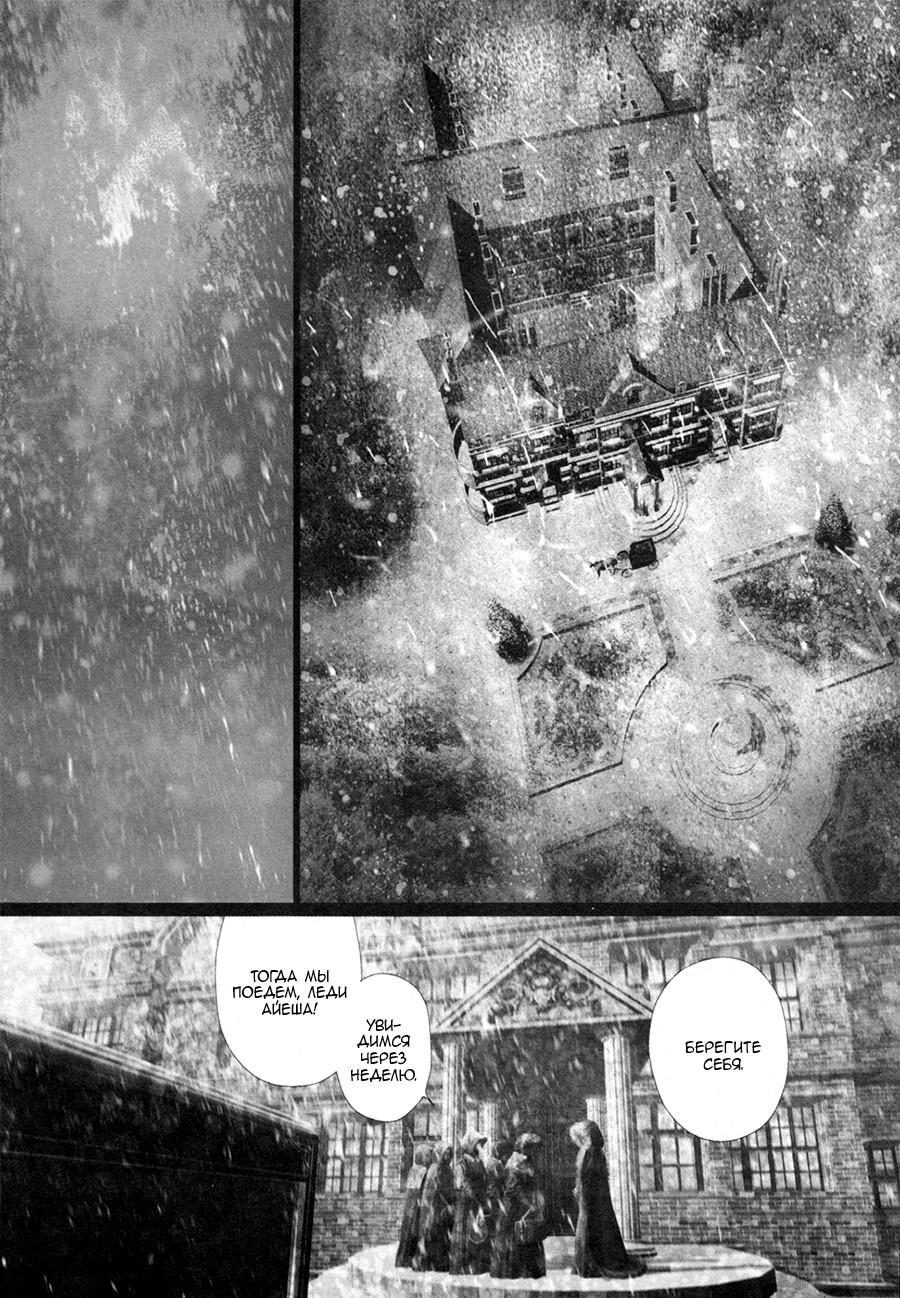 ТОГДА МЫ
ПОЕДЕМ, ЛЕДИ
АЙЕША!
УВИ-
ДИМСЯ
ЧЕРЕЗ
НЕДЕЛЮ.
БЕРЕГИТЕ
СЕБЯ.